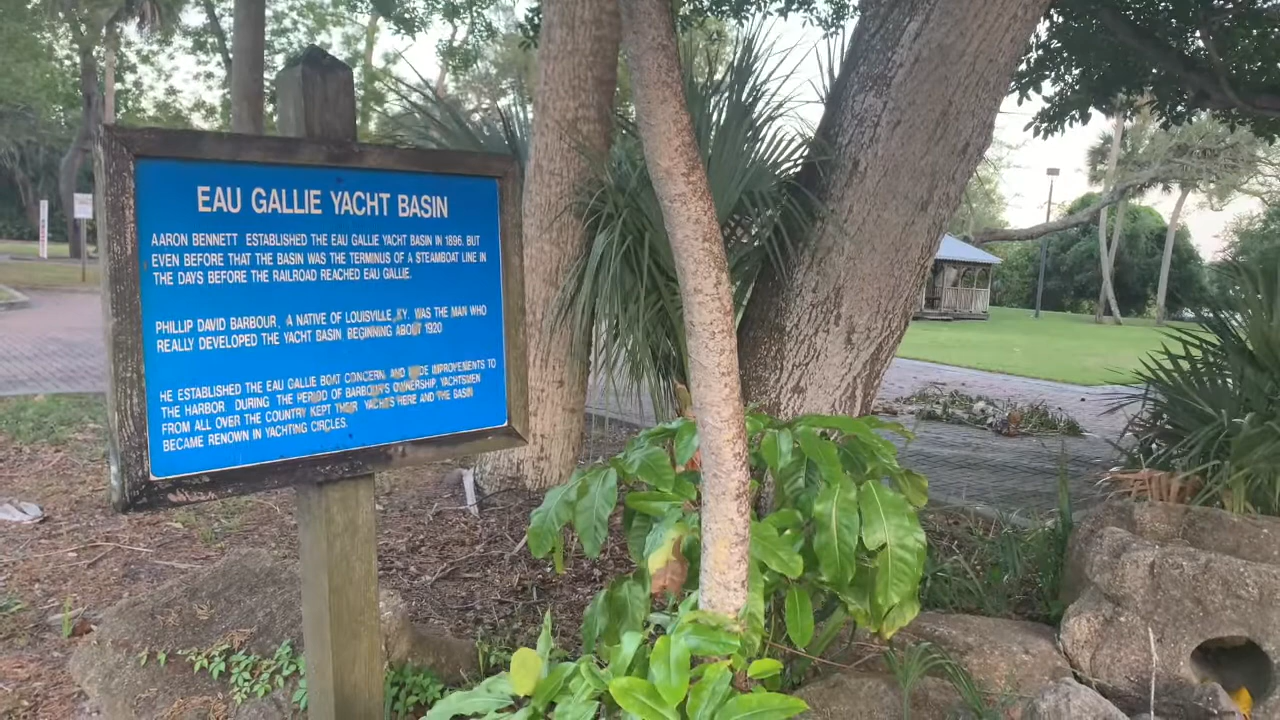 EAU GALLIE YACHT BASIN
AARON BENNETT ESTABLISHED THE EAU GALLIE YACHT BASIN IN 1896. BUT
EVEN BEFORE THAT THE BASIN WAS THE TERMINUS OF A STEAMBOAT LINE IN
THE DAYS BEFORE THE RAILROAD REACHED EAU GALLIE.
PHILLIP DAVID BARBOUR, A NATIVE OF LOUISVILLE, KY. WAS THE MAN WHO
REALLY DEVELOPED THE YACHT BASIN, BEGINNING ABOUT 1920
HE ESTABLISHED THE EAU GALLIE BOAT CONCERN, AND MADE IMPROVEMENTS TO
THE HARBOR. DURING THE PERIOD OF BARBOUR'S OWNERSHIP, YACHTSMEN
FROM ALL OVER THE COUNTRY KEPT THEIR YACHTS HERE AND THE BASIN
BECAME RENOWN IN YACHTING CIRCLES.